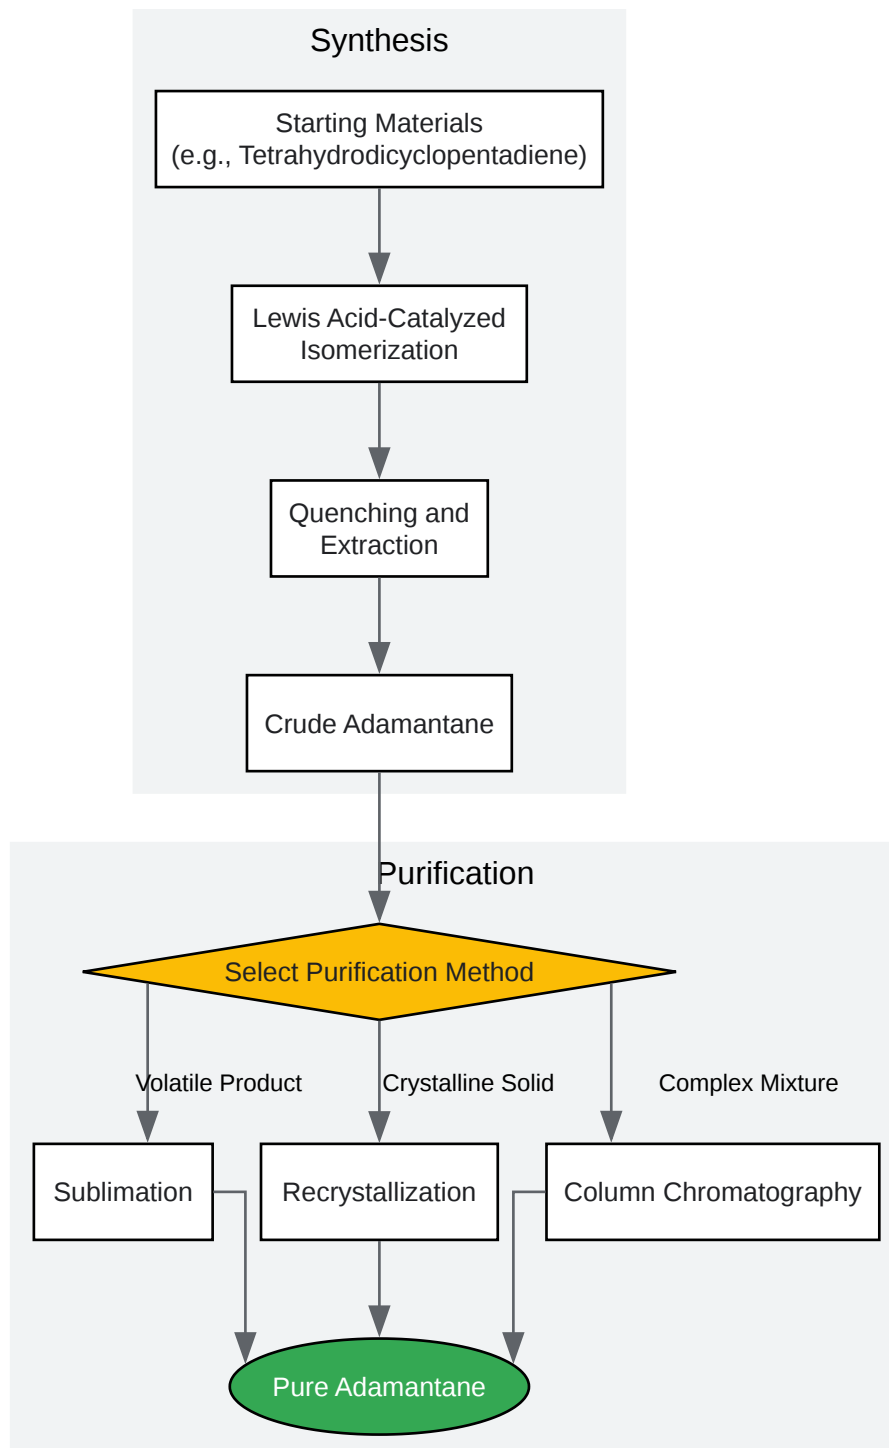 Synthesis
Starting Materials
(e.g., Tetrahydrodicyclopentadiene)
Lewis Acid-Catalyzed
Isomerization
Quenching and
Extraction
Crude Adamantane
Purification
Select Purification Method
Volatile Product
Crystalline Solid
Complex Mixture
Sublimation
Recrystallization
Column Chromatography
Pure Adamantane